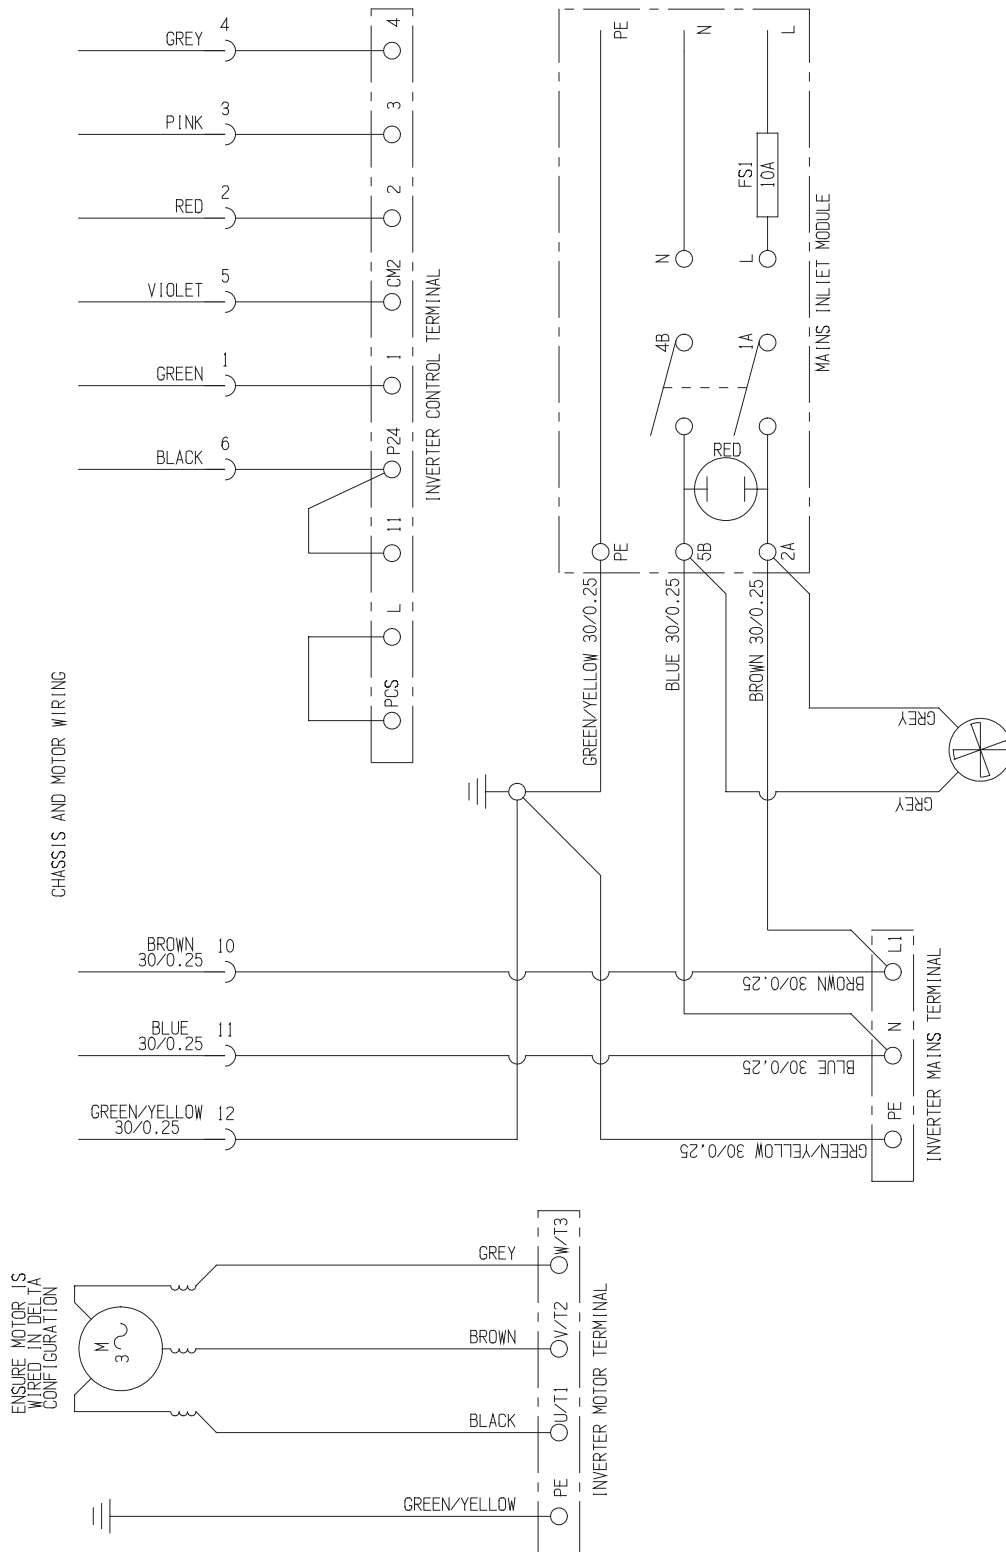 GREY 4
4
PINK 3
3
RED 2
2
VIOLET 5
CM2
GREEN 1
1
BLACK 6
P24
11
L
PCS
INVERTER CONTROL TERMINAL
PE
N
L
FS1
10A
N
L
4B
1A
RED
PE
5B
2A
MAINS INLIET MODULE
GREEN/YELLOW 30/0.25
BLUE 30/0.25
BROWN 30/0.25
GREY
GREY
CHASSIS AND MOTOR WIRING
BROWN 10
30/0.25
BLUE 11
30/0.25
GREEN/YELLOW 12
30/0.25
BROWN 30/0.25
BLUE 30/0.25
GREEN/YELLOW 30/0.25
L1
N
PE
INVERTER MAINS TERMINAL
ENSURE MOTOR IS
WIRED IN DELTA
CONFIGURATION
M
3
GREY
BROWN
BLACK
GREEN/YELLOW
W/T3
V/T2
U/T1
PE
INVERTER MOTOR TERMINAL